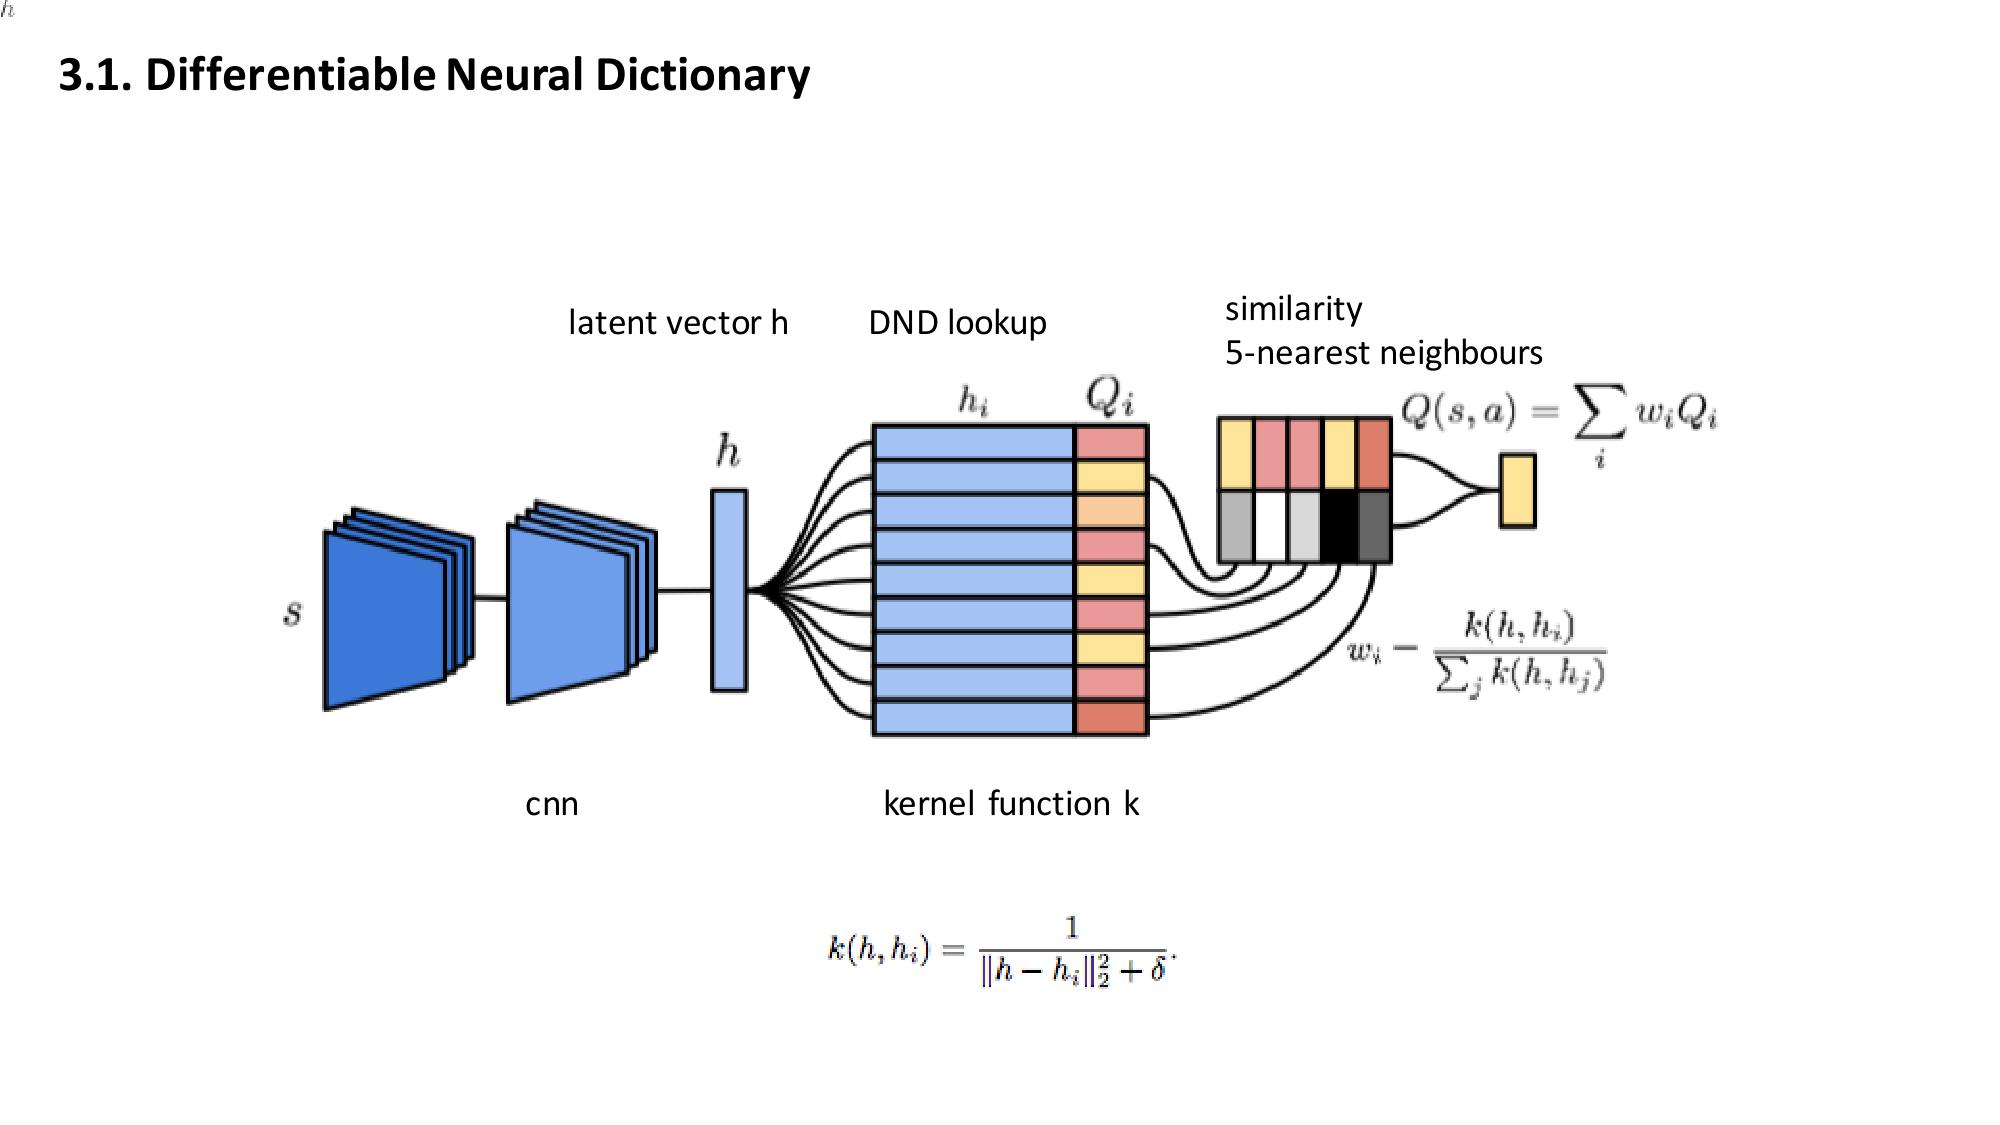 h
3.1. Differentiable Neural Dictionary
latent vector h
DND lookup
similarity
5-nearest neighbours
h_i
Q_i
Q(s, a) = \sum_i w_i Q_i
h
s
w_i = \frac{k(h, h_i)}{\sum_j k(h, h_j)}
cnn
kernel function k
k(h, h_i) = \frac{1}{\|h - h_i\|_2^2 + \delta}.